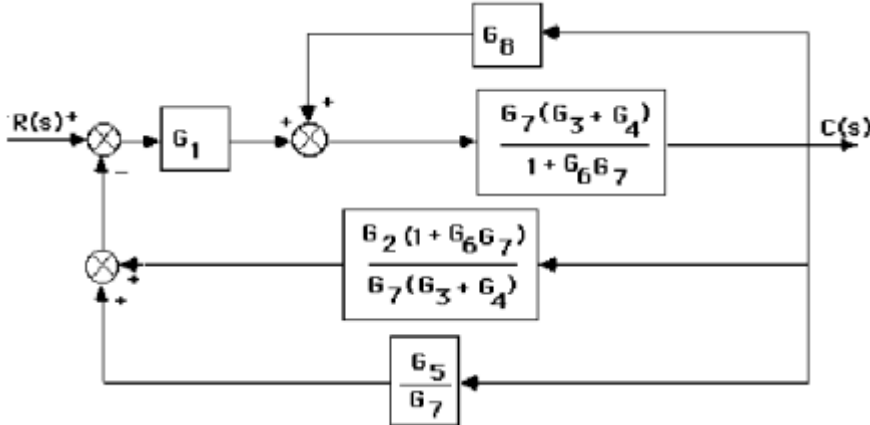 G8
R(s)+
G1
+
+
G7(G3 + G4)
1 + G6G7
C(s)
−
G2(1 + G6G7)
G7(G3 + G4)
+
+
G5
G7